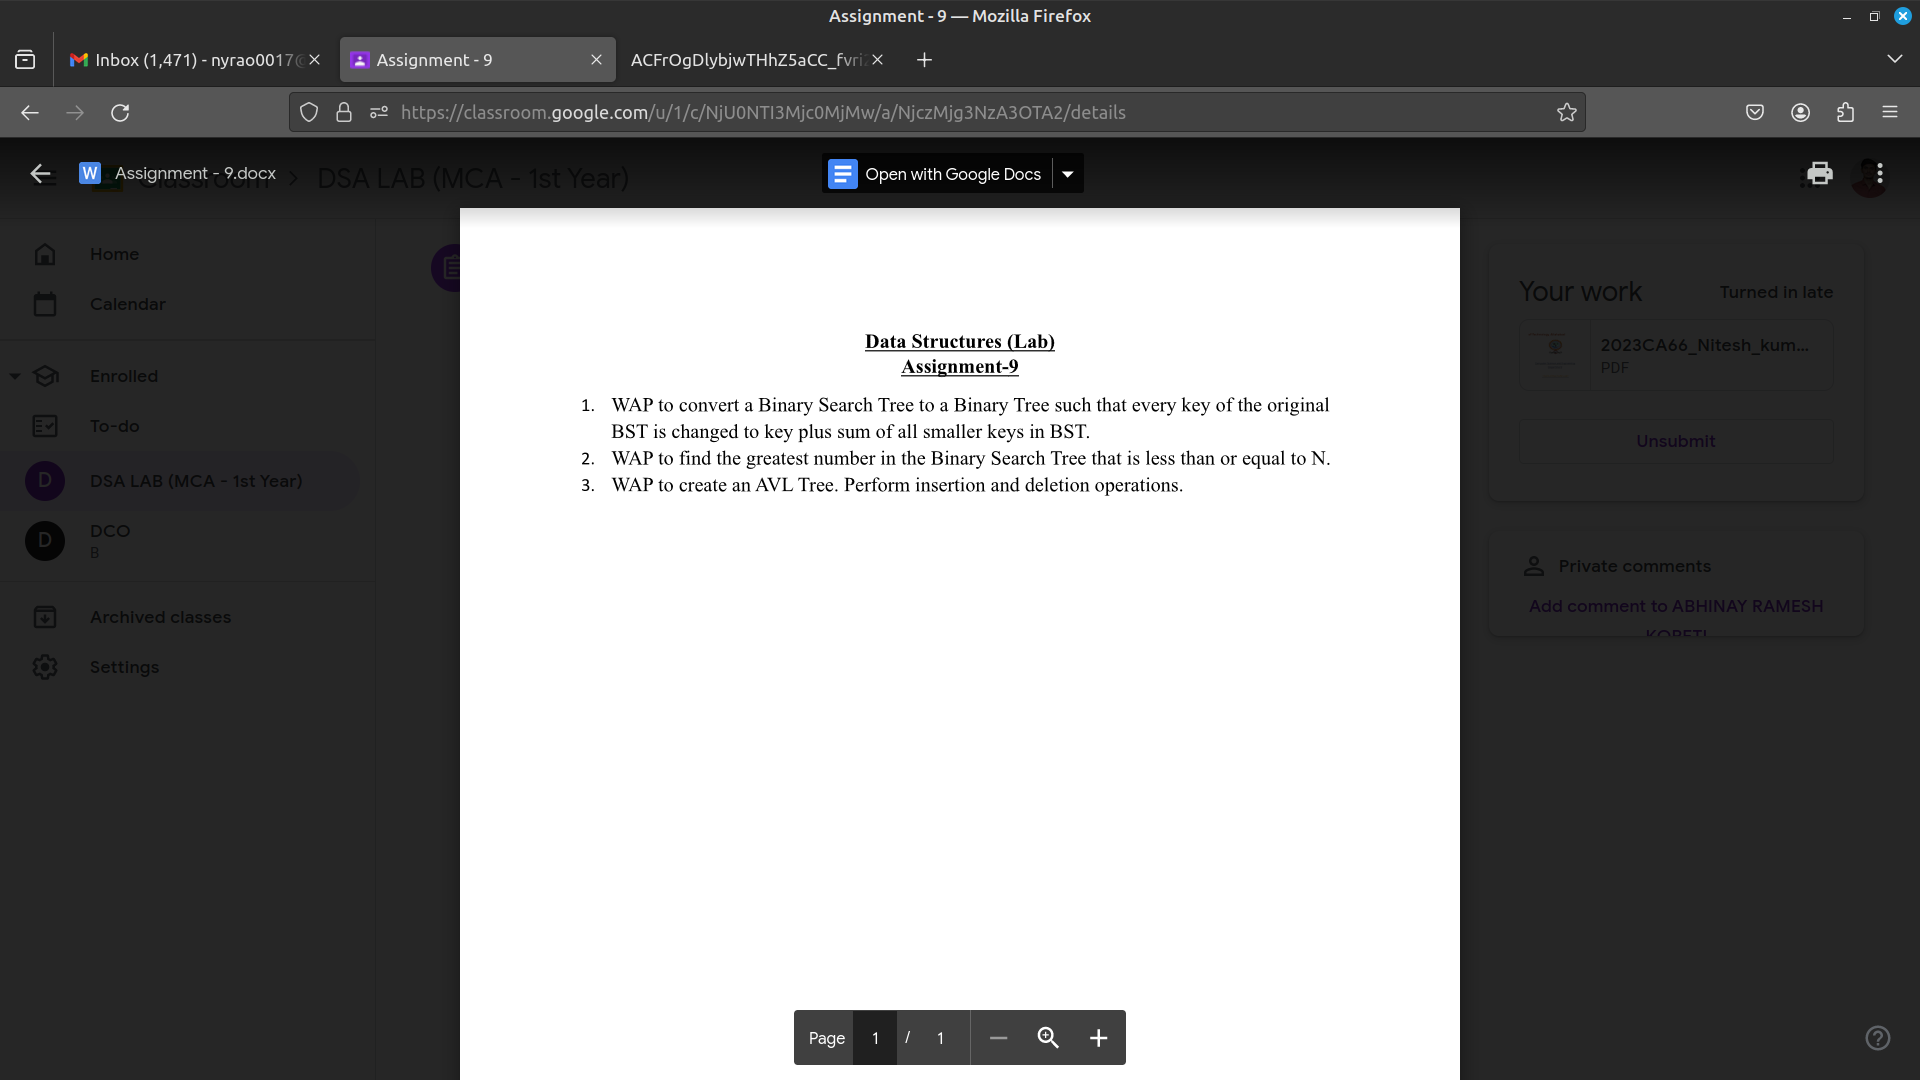 Assignment - 9 — Mozilla Firefox
Inbox (1,471) - nyrao0017@
Assignment - 9
ACFrOgDlybjwTHhZ5aCC_fvri
https://classroom.google.com/u/1/c/NjU0NTI3Mjc0MjMw/a/NjczMjg3NzA3OTA2/details
W Assignment - 9.docx
Classroom > DSA LAB (MCA - 1st Year)
Open with Google Docs
Home
Calendar
Enrolled
To-do
D DSA LAB (MCA - 1st Year)
D DCO
B
Archived classes
Settings
Data Structures (Lab)
Assignment-9
1. WAP to convert a Binary Search Tree to a Binary Tree such that every key of the original
BST is changed to key plus sum of all smaller keys in BST.
2. WAP to find the greatest number in the Binary Search Tree that is less than or equal to N.
3. WAP to create an AVL Tree. Perform insertion and deletion operations.
Your work Turned in late
2023CA66_Nitesh_kum...
PDF
Unsubmit
Private comments
Add comment to ABHINAY RAMESH
Page 1 / 1